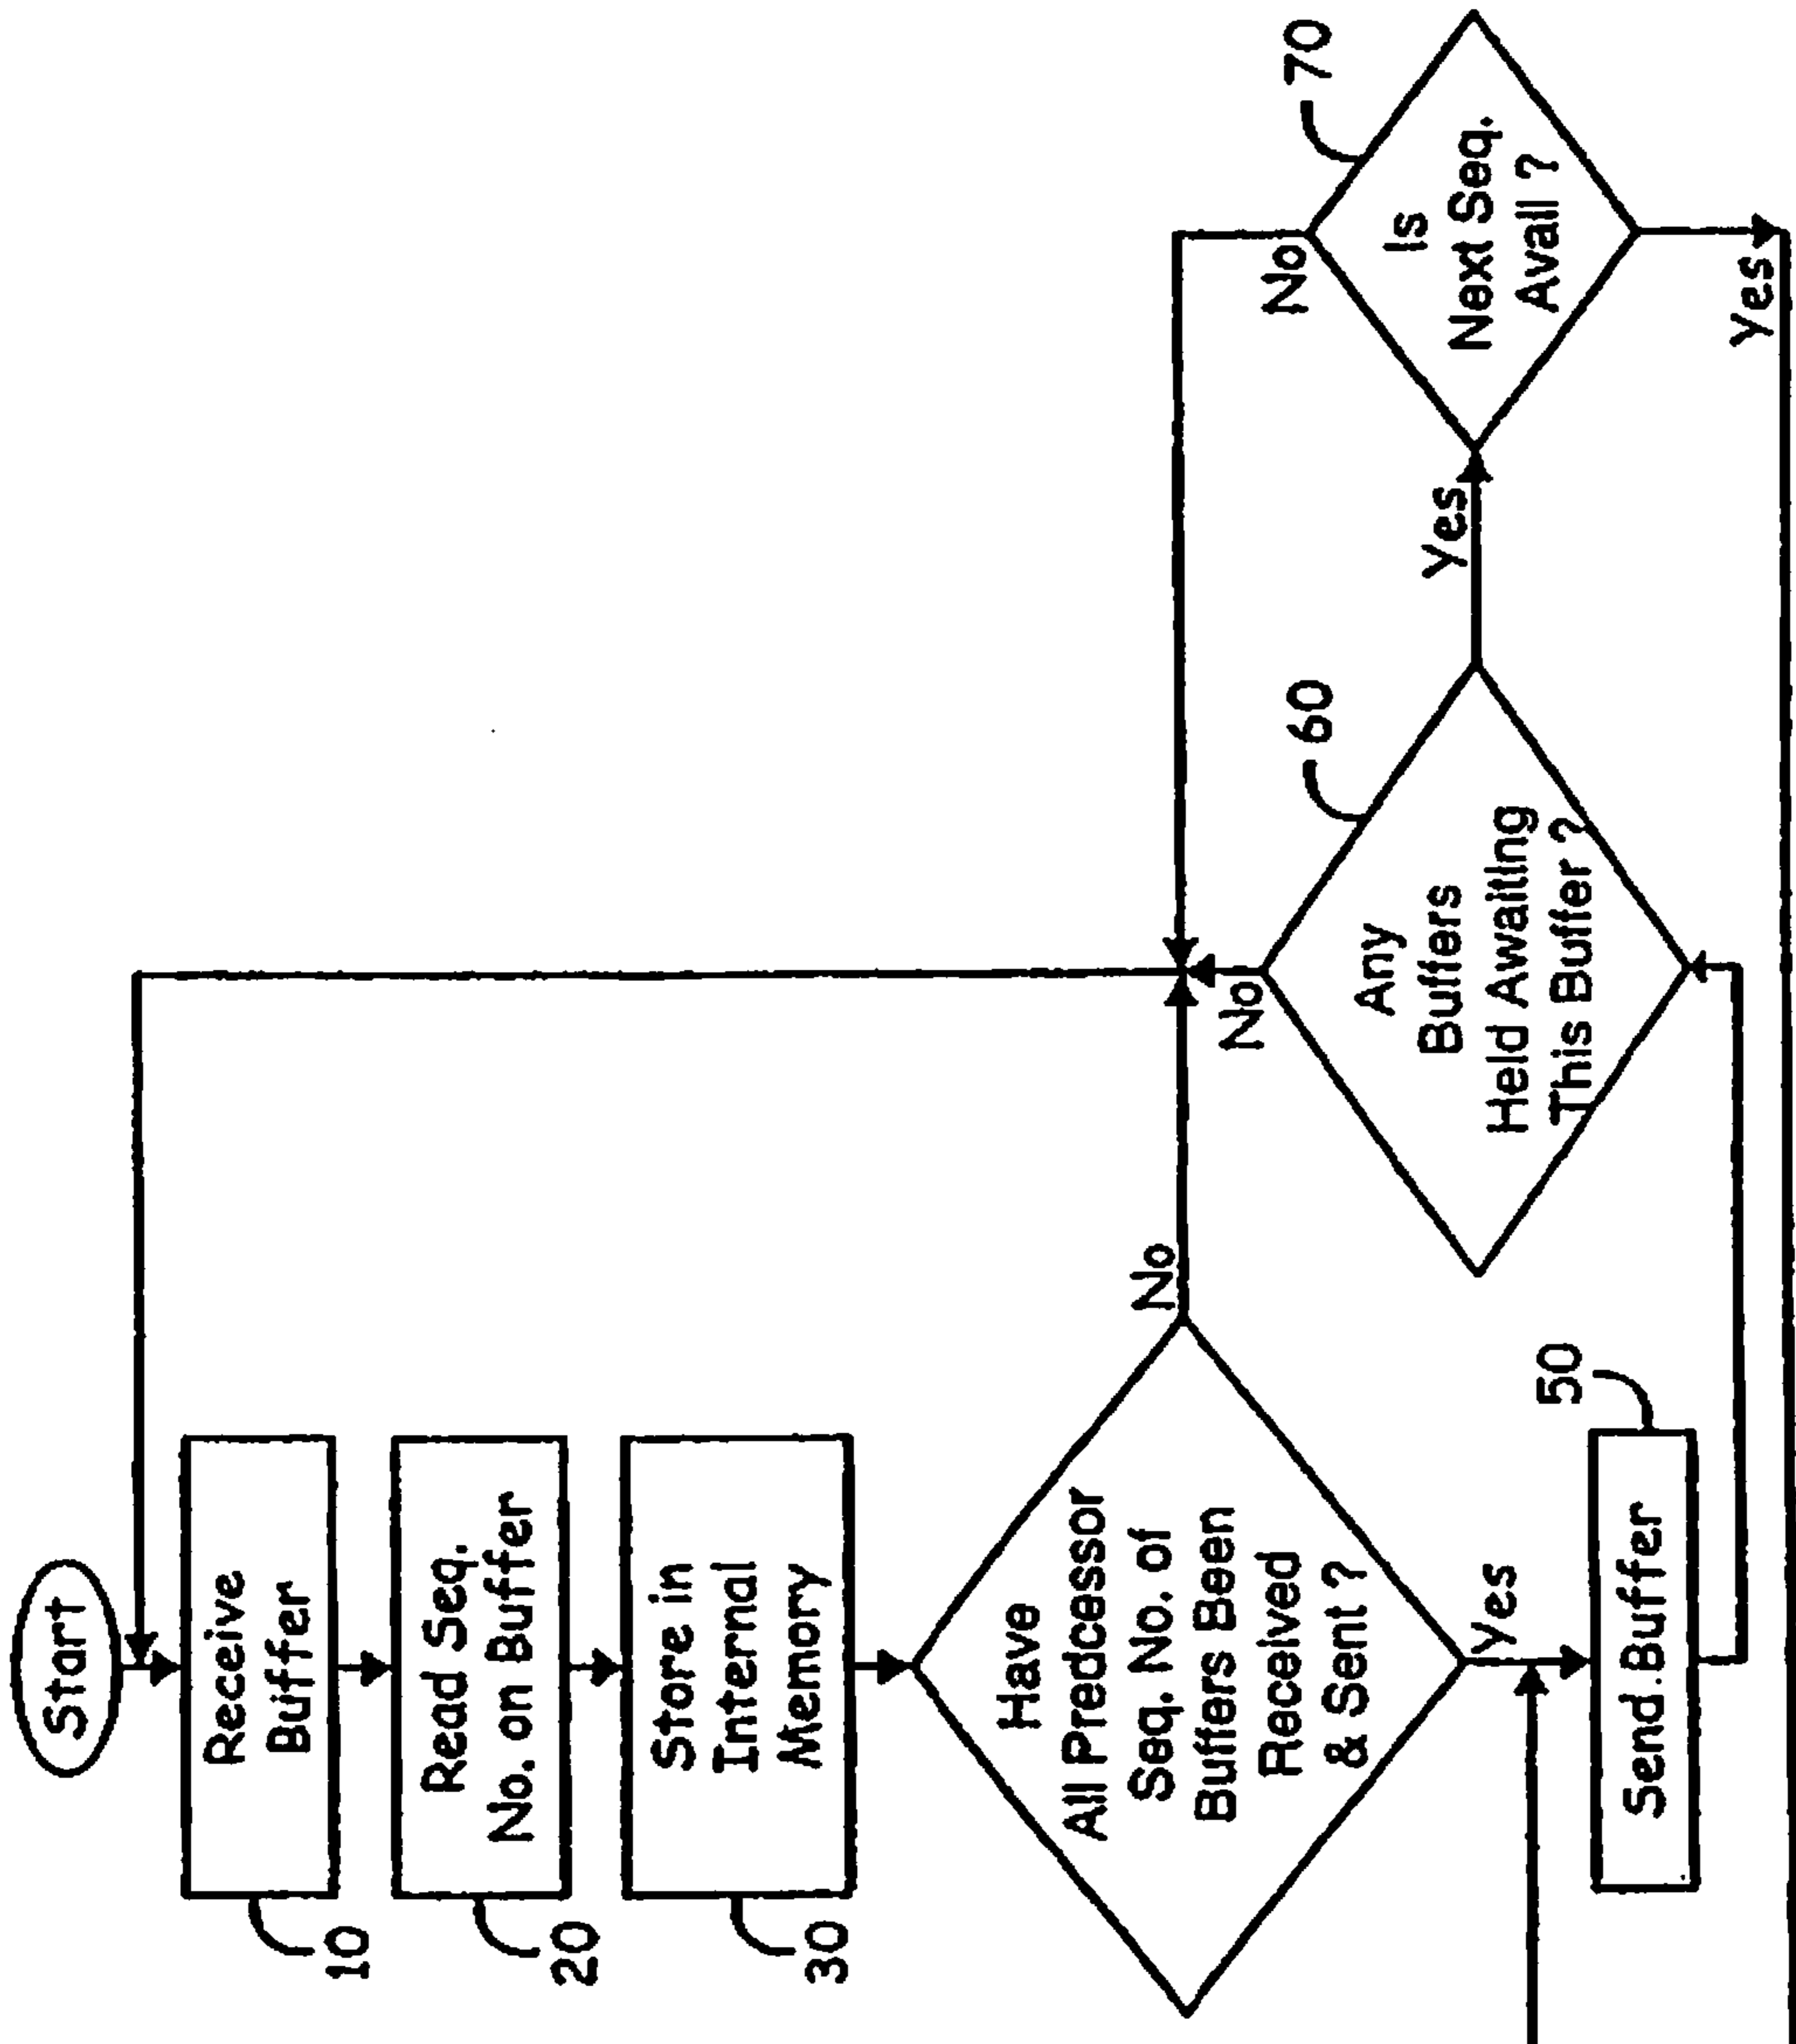 Start
Receive
Buffer
10
Read Seq.
No. on Buffer
20
Store in
Internal
Memory
30
Have
All Predcessor
Seq. No. of
Buffers Been
Received
& Sent ?
No
Yes
Send.Buffer
50
Any
Buffers
Held Awaiting
This Buffer ?
60
No
Yes
Is
Next Seq.
Avail ?
70
No
Yes